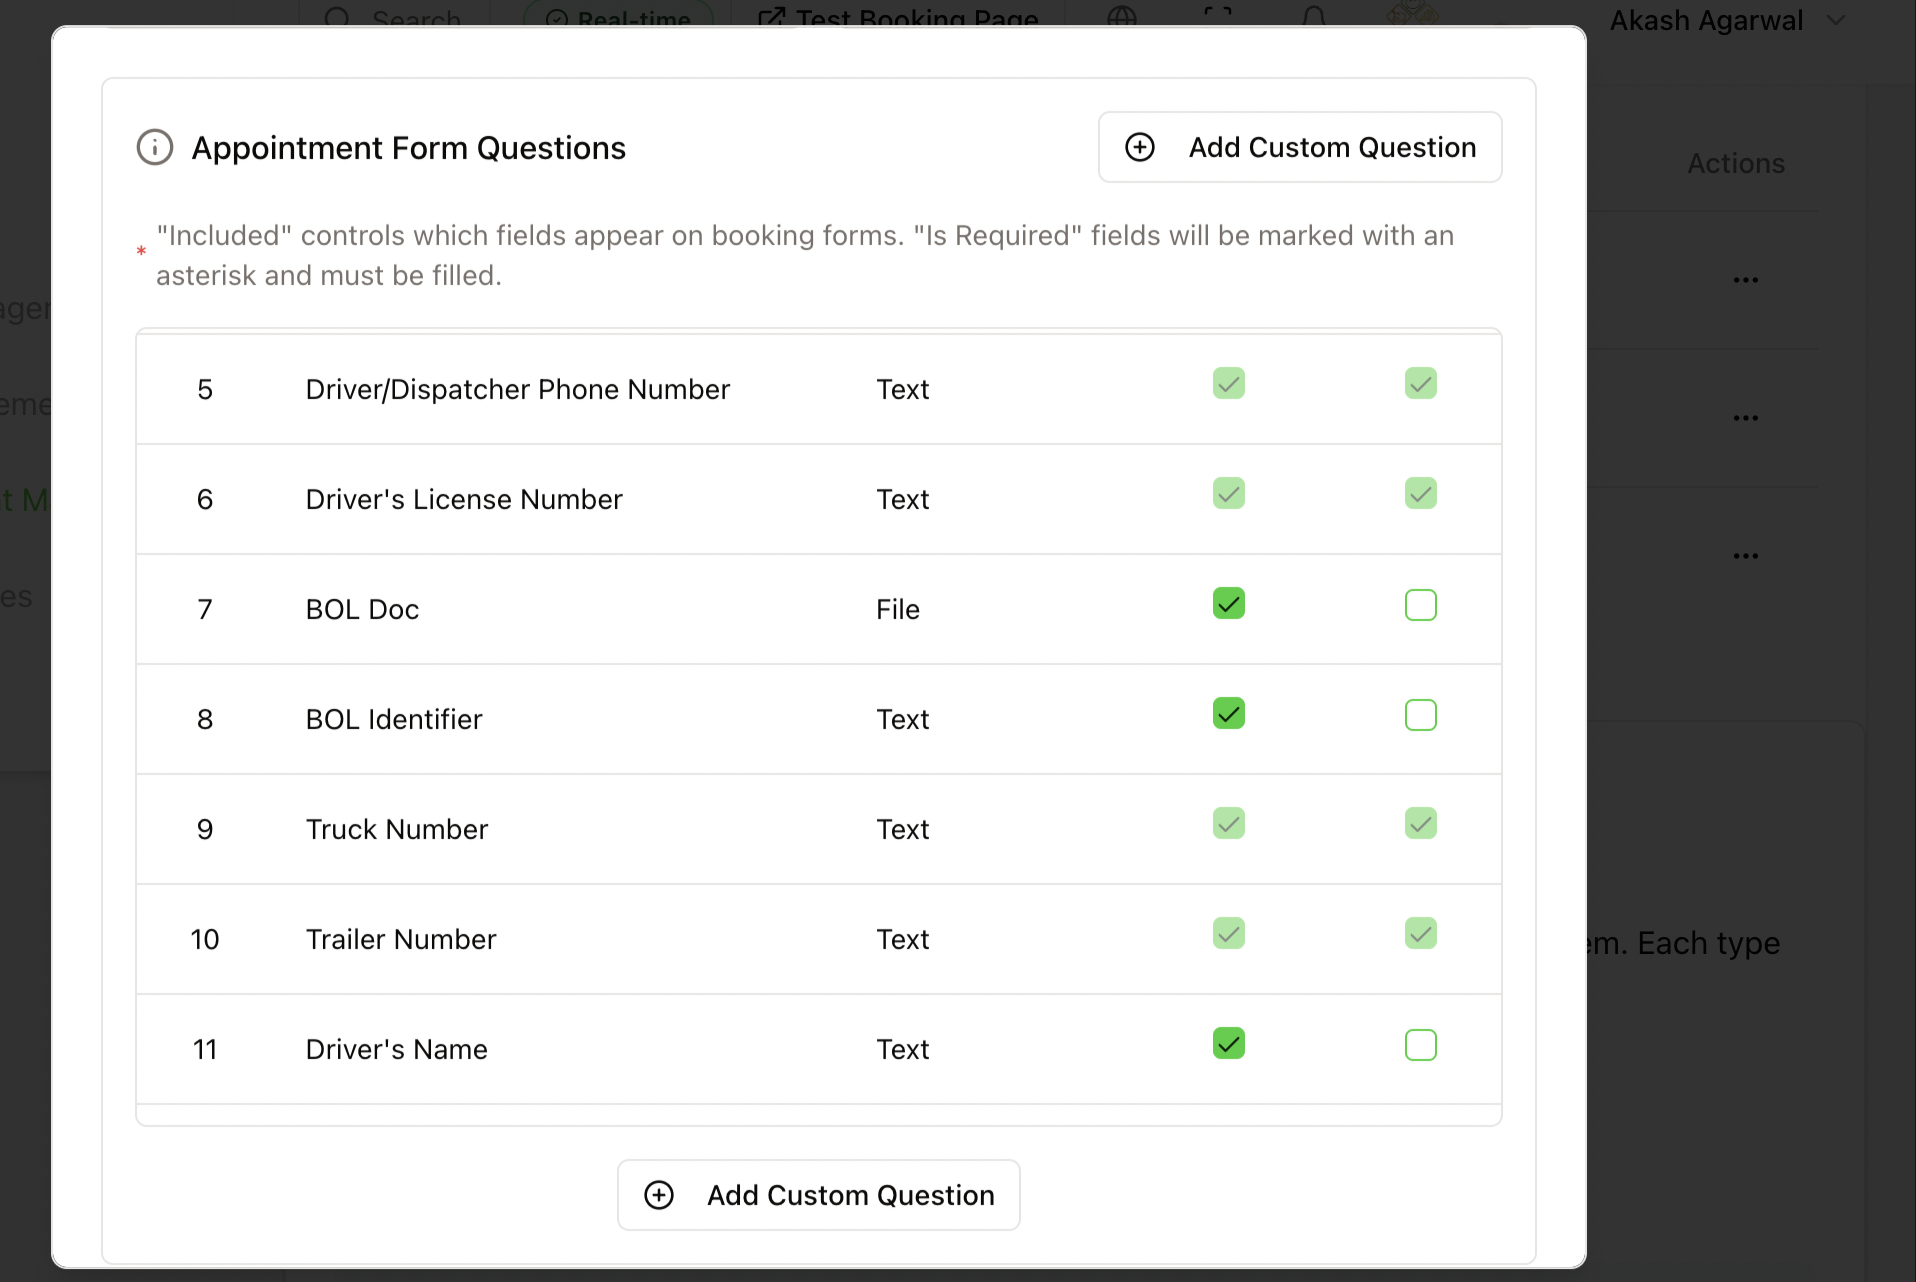 Search
Real-time
Test Booking Page
Akash Agarwal
Appointment Form Questions
Add Custom Question
Actions
* "Included" controls which fields appear on booking forms. "Is Required" fields will be marked with an
asterisk and must be filled.
5 Driver/Dispatcher Phone Number Text
6 Driver's License Number Text
t M
7 BOL Doc File
es
8 BOL Identifier Text
9 Truck Number Text
10 Trailer Number Text
em. Each type
11 Driver's Name Text
Add Custom Question